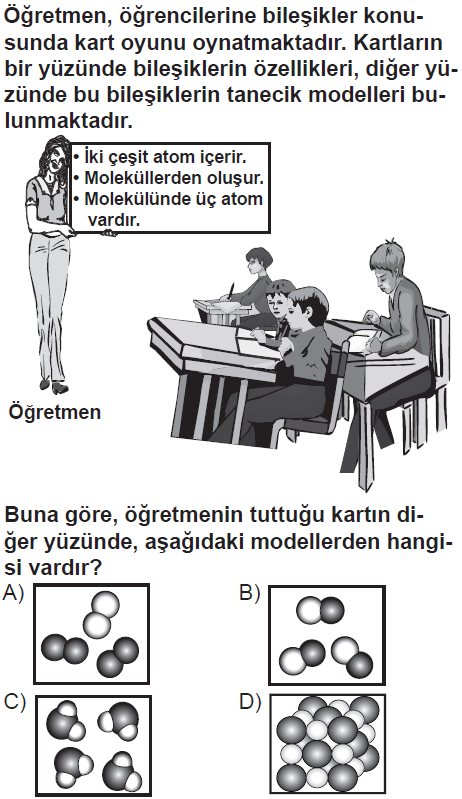 Öğretmen, öğrencilerine bileşikler konu-
sunda kart oyunu oynatmaktadır. Kartların
bir yüzünde bileşiklerin özellikleri, diğer yü-
zünde bu bileşiklerin tanecik modelleri bu-
lunmaktadır.
• İki çeşit atom içerir.
• Moleküllerden oluşur.
• Molekülünde üç atom
vardır.
Öğretmen
Buna göre, öğretmenin tuttuğu kartın di-
ğer yüzünde, aşağıdaki modellerden hangi-
si vardır?
A)
B)
C)
D)